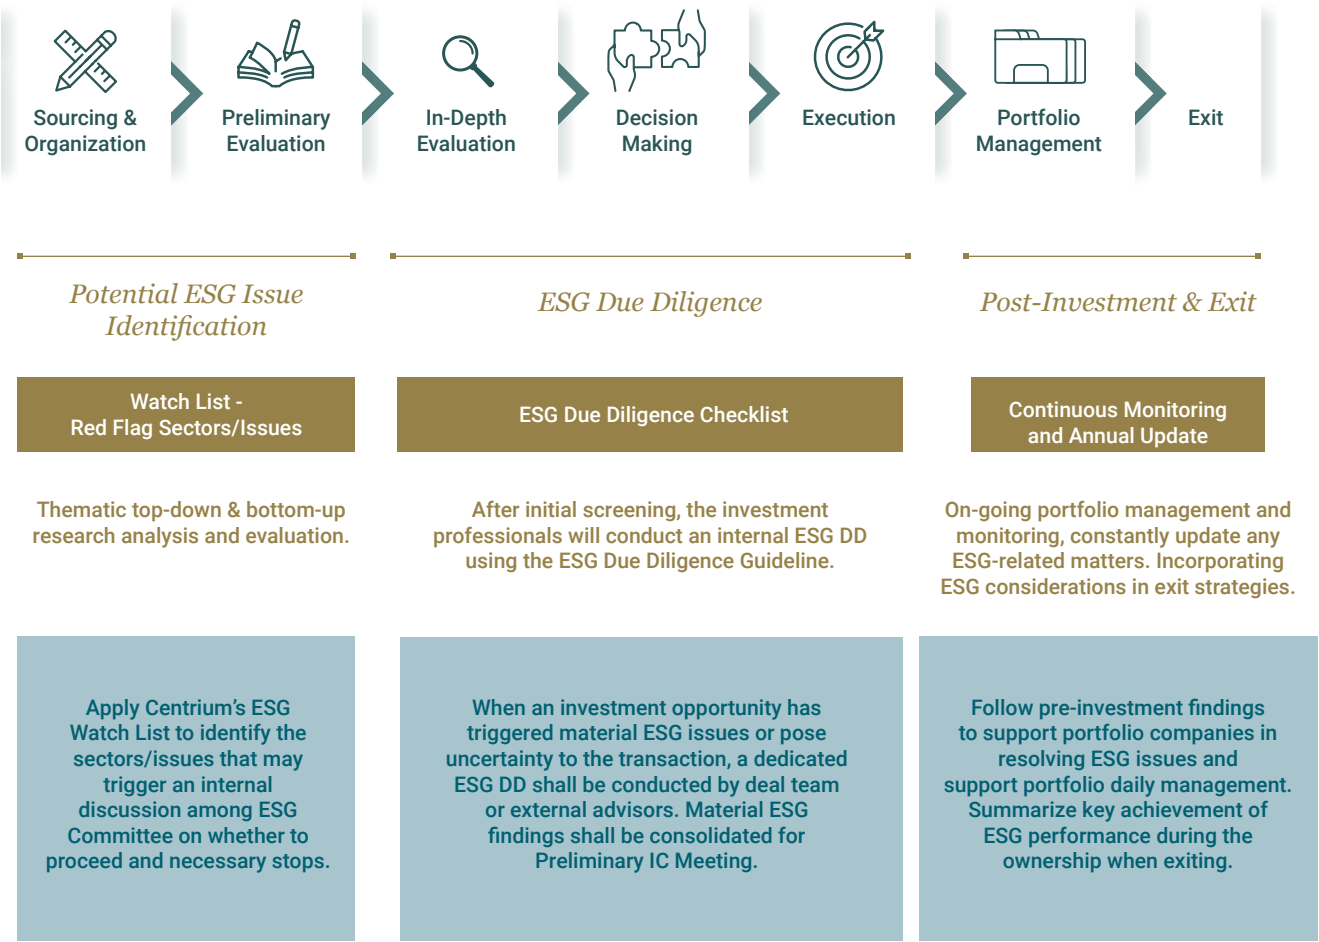 Sourcing &
Organization
Preliminary
Evaluation
In-Depth
Evaluation
Decision
Making
Execution
Portfolio
Management
Exit
Potential ESG Issue
Identification
ESG Due Diligence
Post-Investment & Exit
Watch List -
Red Flag Sectors/Issues
ESG Due Diligence Checklist
Continuous Monitoring
and Annual Update
Thematic top-down & bottom-up
research analysis and evaluation.
After initial screening, the investment
professionals will conduct an internal ESG DD
using the ESG Due Diligence Guideline.
On-going portfolio management and
monitoring, constantly update any
ESG-related matters. Incorporating
ESG considerations in exit strategies.
Apply Centrium's ESG
Watch List to identify the
sectors/issues that may
trigger an internal
discussion among ESG
Committee on whether to
proceed and necessary stops.
When an investment opportunity has
triggered material ESG issues or pose
uncertainty to the transaction, a dedicated
ESG DD shall be conducted by deal team
or external advisors. Material ESG
findings shall be consolidated for
Preliminary IC Meeting.
Follow pre-investment findings
to support portfolio companies in
resolving ESG issues and
support portfolio daily management.
Summarize key achievement of
ESG performance during the
ownership when exiting.